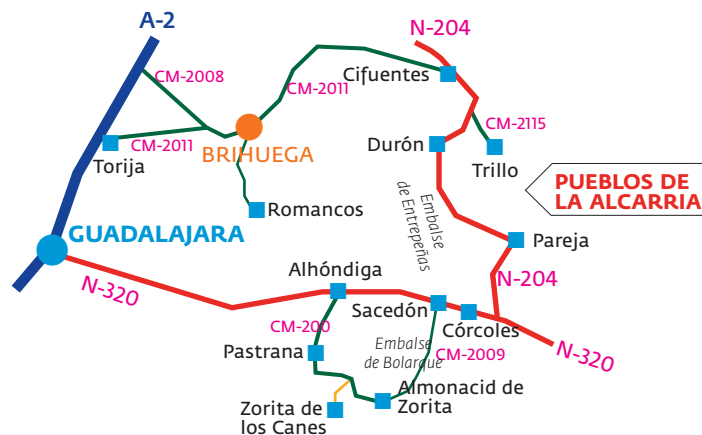 A-2
N-204
CM-2008
CM-2011
Cifuentes
CM-2115
CM-2011
BRIHUEGA
Durón
Torija
Trillo
PUEBLOS DE
LA ALCARRIA
Romancos
Embalse
de Entrepeñas
GUADALAJARA
Pareja
Alhóndiga
N-204
N-320
Sacedón
Córcoles
CM-200
Embalse
de Bolarque
CM-2009
N-320
Pastrana
Almonacid de
Zorita
Zorita de
los Canes